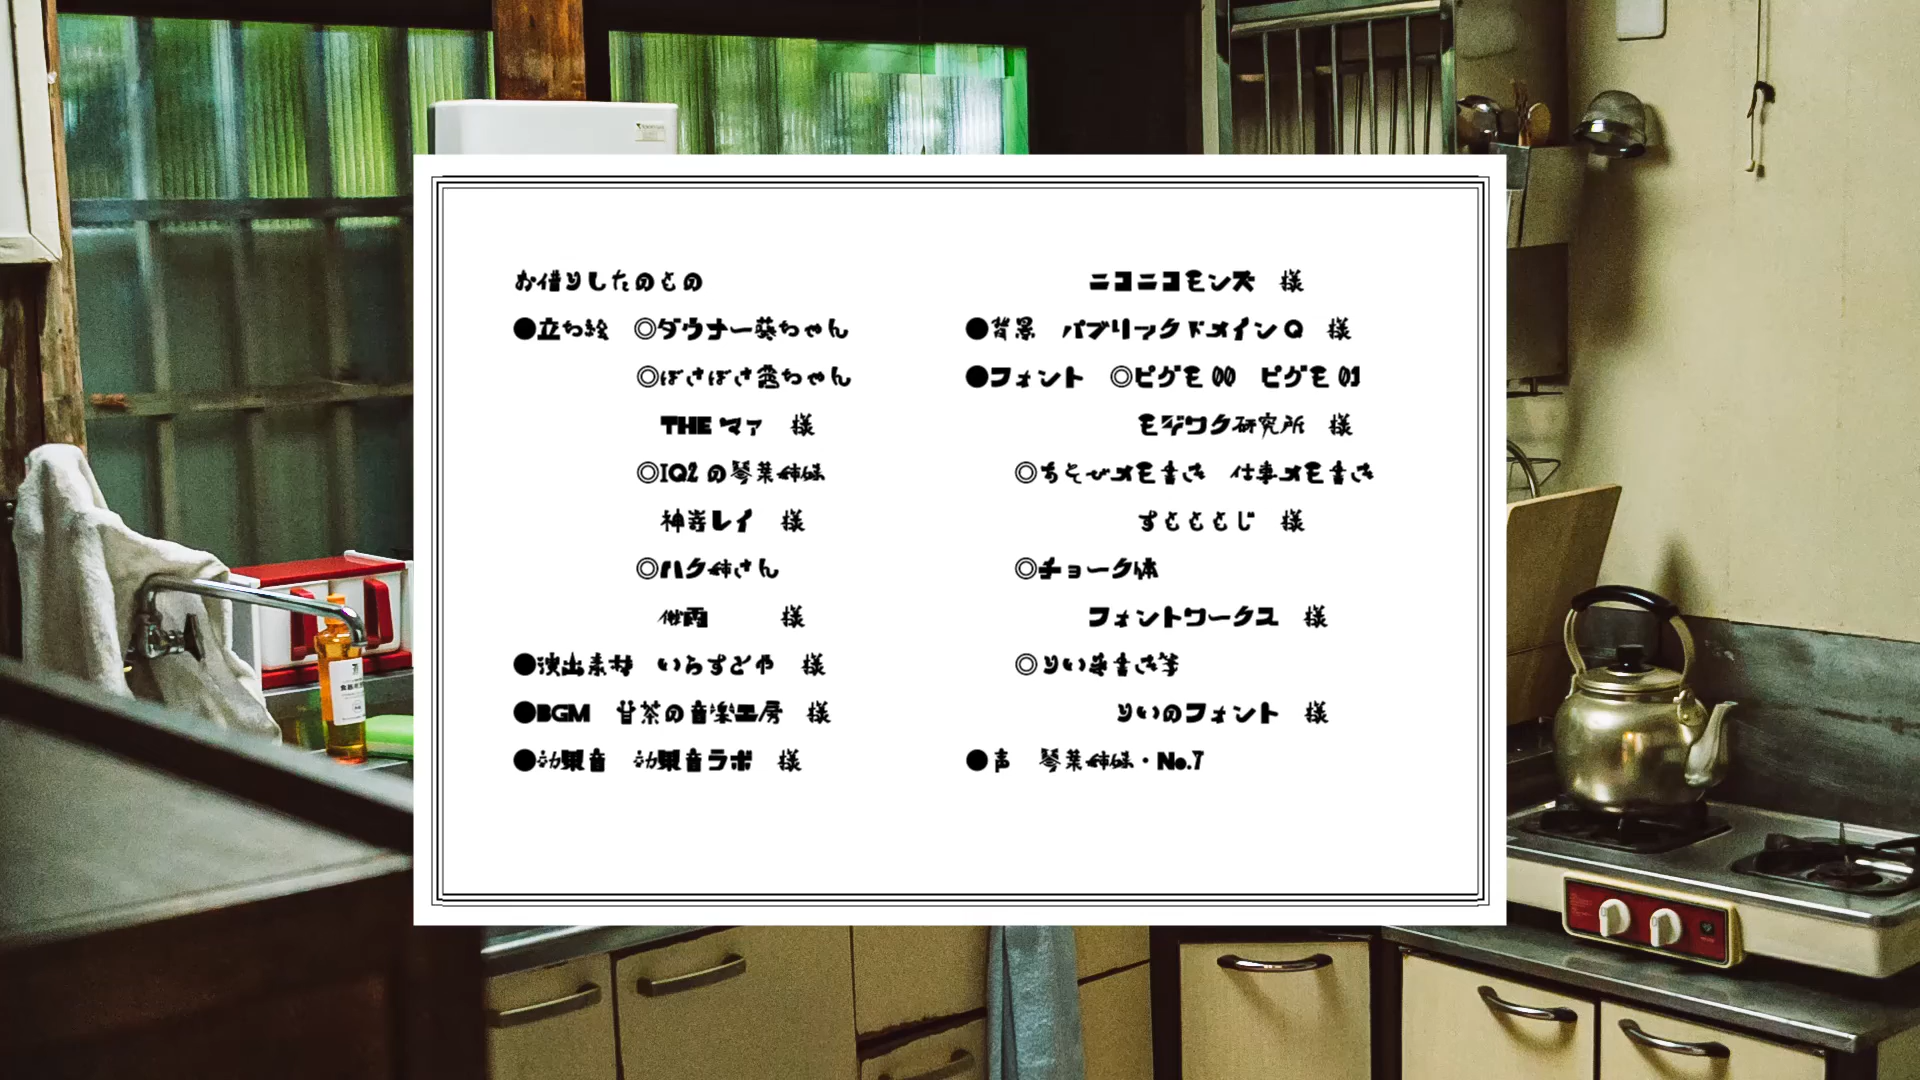 お借りしたのもの
●立ち絵　◎ダウナー葵ちゃん
◎ぼさぼさ茜ちゃん
THE マァ　様
◎IQ2の琴葉姉妹
神嵜レイ　様
◎ハク姉さん
様
●演出素材　いらすとや　様
●BGM　甘茶の音楽工房　様
●効果音　効果音ラボ　様
ニコニコモンズ　様
●背景　パブリックドメインQ　様
●フォント　◎ピグモ 00　ピグモ 01
モジワク研究所　様
◎あそびメモ書き　仕事メモ書き
すもももじ　様
◎チョーク体
フォントワークス　様
◎りい筆書き等
りいのフォント　様
●声　琴葉姉妹・No.7